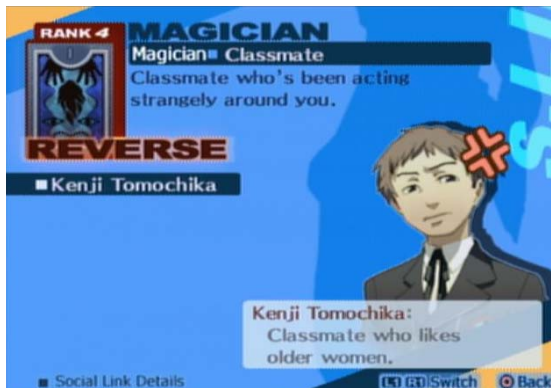 RANK 4
MAGICIAN
Magician Classmate
Classmate who's been acting
strangely around you.
I
REVERSE
Kenji Tomochika
Kenji Tomochika:
Classmate who likes
older women.
Social Link Details
L1 R1 Switch
Back